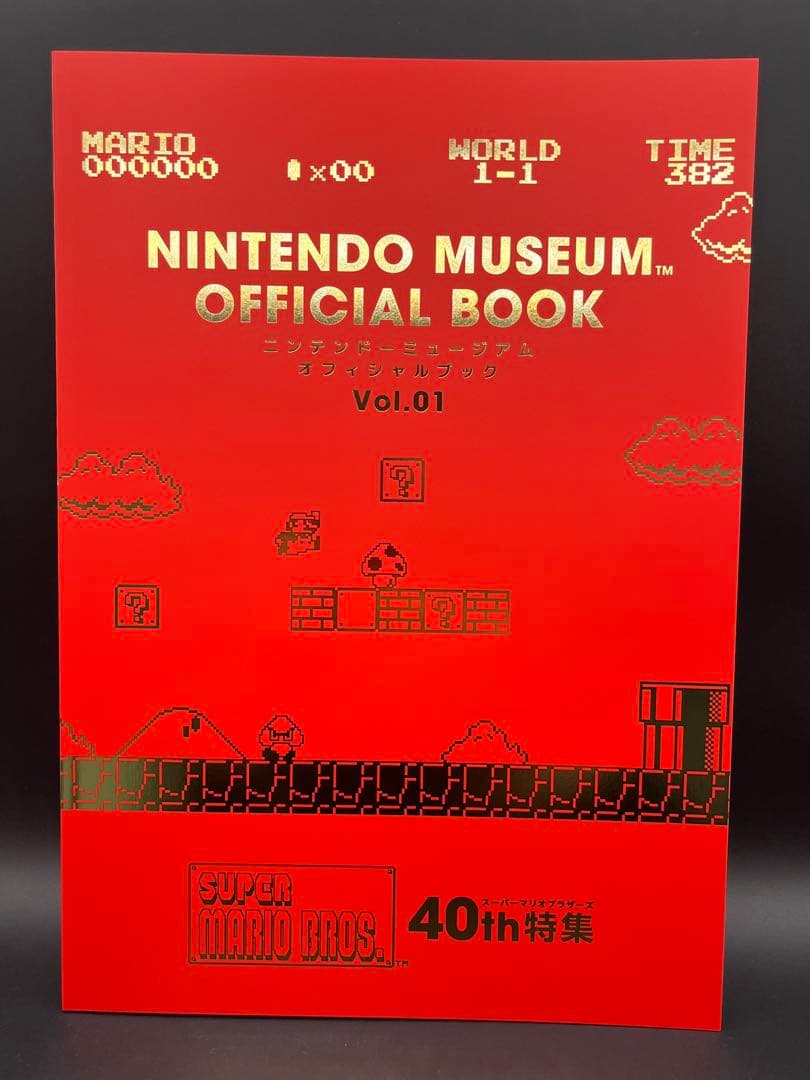 MARIO WORLD TIME
000000 ×00 1-1 382
NINTENDO MUSEUM™
OFFICIAL BOOK
ニンテンドーミュージアム
オフィシャルブック
Vol.01
?
?
?
SUPER
MARIO BROS.™
スーパーマリオブラザーズ
40th特集